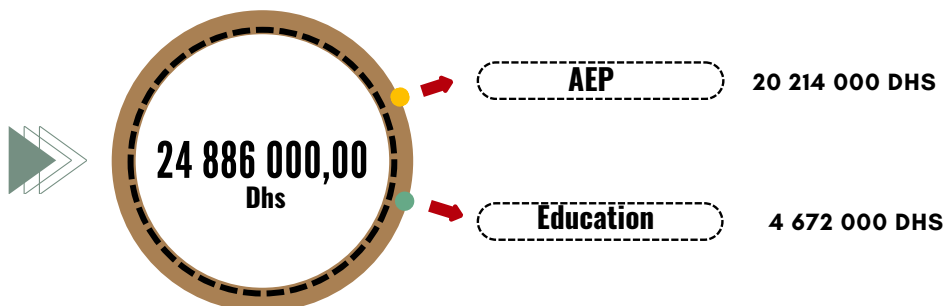 24 886 000,00
Dhs
AEP
20 214 000 DHS
Education
4 672 000 DHS